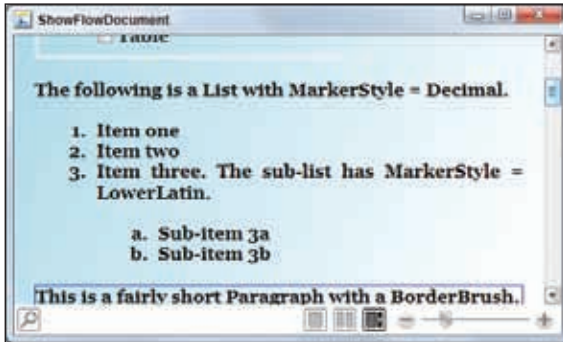 ShowFlowDocument
Table
The following is a List with MarkerStyle = Decimal.
1. Item one
2. Item two
3. Item three. The sub-list has MarkerStyle =
LowerLatin.
a. Sub-item 3a
b. Sub-item 3b
This is a fairly short Paragraph with a BorderBrush.